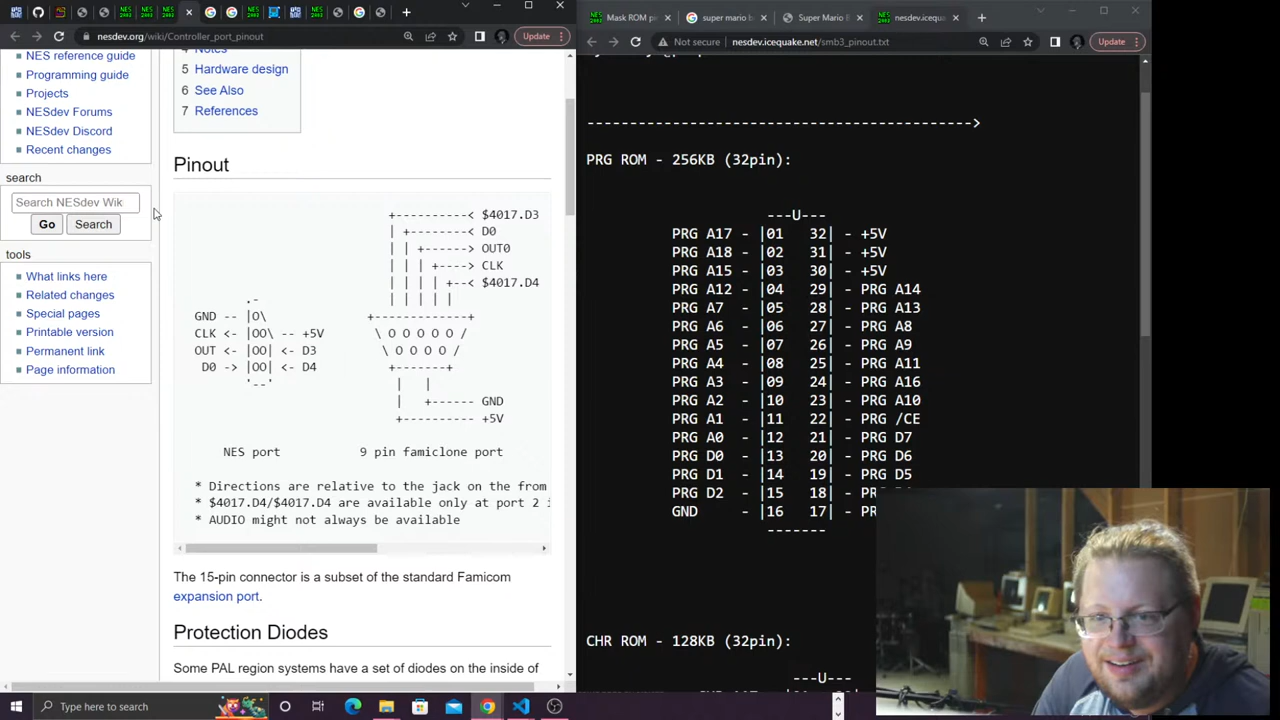 Update
nesdev.org/wiki/Controller_port_pinout
NES reference guide
Programming guide
Projects
NESdev Forums
NESdev Discord
Recent changes
search
Search NESdev Wik
Go Search
tools
What links here
Related changes
Special pages
Printable version
Permanent link
Page information
4 Notes
5 Hardware design
6 See Also
7 References
Pinout
+----------< $4017.D3
| +--------< D0
| | +------> OUT0
| | | +----> CLK
| | | | +--< $4017.D4
.- | | | | |
GND -- |O\ +-------------+
CLK <- |OO\ -- +5V \ O O O O O /
OUT <- |OO| <- D3 \ O O O O /
D0 -> |OO| <- D4 +-------+
'--' | |
| +------ GND
+---------- +5V
NES port 9 pin famiclone port
* Directions are relative to the jack on the from
* $4017.D4/$4017.D4 are available only at port 2 i
* AUDIO might not always be available
The 15-pin connector is a subset of the standard Famicom
expansion port.
Protection Diodes
Some PAL region systems have a set of diodes on the inside of
Type here to search
Mask ROM pi
super mario b
Super Mario B
nesdev.icequa
Not secure nesdev.icequake.net/smb3_pinout.txt
Update
-------------------------------------------->
PRG ROM - 256KB (32pin):
---U---
PRG A17 - |01 32| - +5V
PRG A18 - |02 31| - +5V
PRG A15 - |03 30| - +5V
PRG A12 - |04 29| - PRG A14
PRG A7 - |05 28| - PRG A13
PRG A6 - |06 27| - PRG A8
PRG A5 - |07 26| - PRG A9
PRG A4 - |08 25| - PRG A11
PRG A3 - |09 24| - PRG A16
PRG A2 - |10 23| - PRG A10
PRG A1 - |11 22| - PRG /CE
PRG A0 - |12 21| - PRG D7
PRG D0 - |13 20| - PRG D6
PRG D1 - |14 19| - PRG D5
PRG D2 - |15 18| - PR
GND - |16 17| - PR
-------
CHR ROM - 128KB (32pin):
---U---